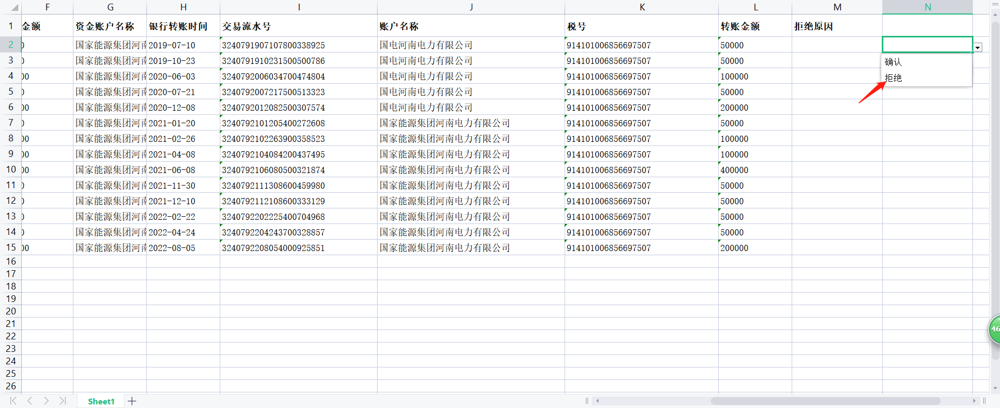 F G H I J K L M N
1 金额 资金账户名称 银行转账时间 交易流水号 账户名称 税号 转账金额 拒绝原因
2 0 国家能源集团河南 2019-07-10 3240791907107800338925 国电河南电力有限公司 914101006856697507 50000
确认
3 0 国家能源集团河南 2019-10-23 3240791910231500500786 国电河南电力有限公司 914101006856697507 50000
拒绝
4 00 国家能源集团河南 2020-06-03 3240792006034700474804 国电河南电力有限公司 914101006856697507 100000
5 0 国家能源集团河南 2020-07-21 3240792007217500513323 国电河南电力有限公司 914101006856697507 50000
6 00 国家能源集团河南 2020-12-08 3240792012082500307574 国电河南电力有限公司 914101006856697507 200000
7 0 国家能源集团河南 2021-01-20 3240792101205400272608 国家能源集团河南电力有限公司 914101006856697507 50000
8 00 国家能源集团河南 2021-02-26 3240792102263900358523 国家能源集团河南电力有限公司 914101006856697507 100000
9 00 国家能源集团河南 2021-04-08 3240792104084200437495 国家能源集团河南电力有限公司 914101006856697507 100000
10 00 国家能源集团河南 2021-06-08 3240792106080500321874 国家能源集团河南电力有限公司 914101006856697507 400000
11 0 国家能源集团河南 2021-11-30 3240792111308600459980 国家能源集团河南电力有限公司 914101006856697507 50000
12 0 国家能源集团河南 2021-12-10 3240792112108600333129 国家能源集团河南电力有限公司 914101006856697507 50000
13 0 国家能源集团河南 2022-02-22 3240792202225400704968 国家能源集团河南电力有限公司 914101006856697507 50000
14 0 国家能源集团河南 2022-04-24 3240792204243700328857 国家能源集团河南电力有限公司 914101006856697507 50000
15 00 国家能源集团河南 2022-08-05 3240792208054000925851 国家能源集团河南电力有限公司 914101006856697507 200000
16
17
18
19
20
21
22
46
23
24
25
26
Sheet1